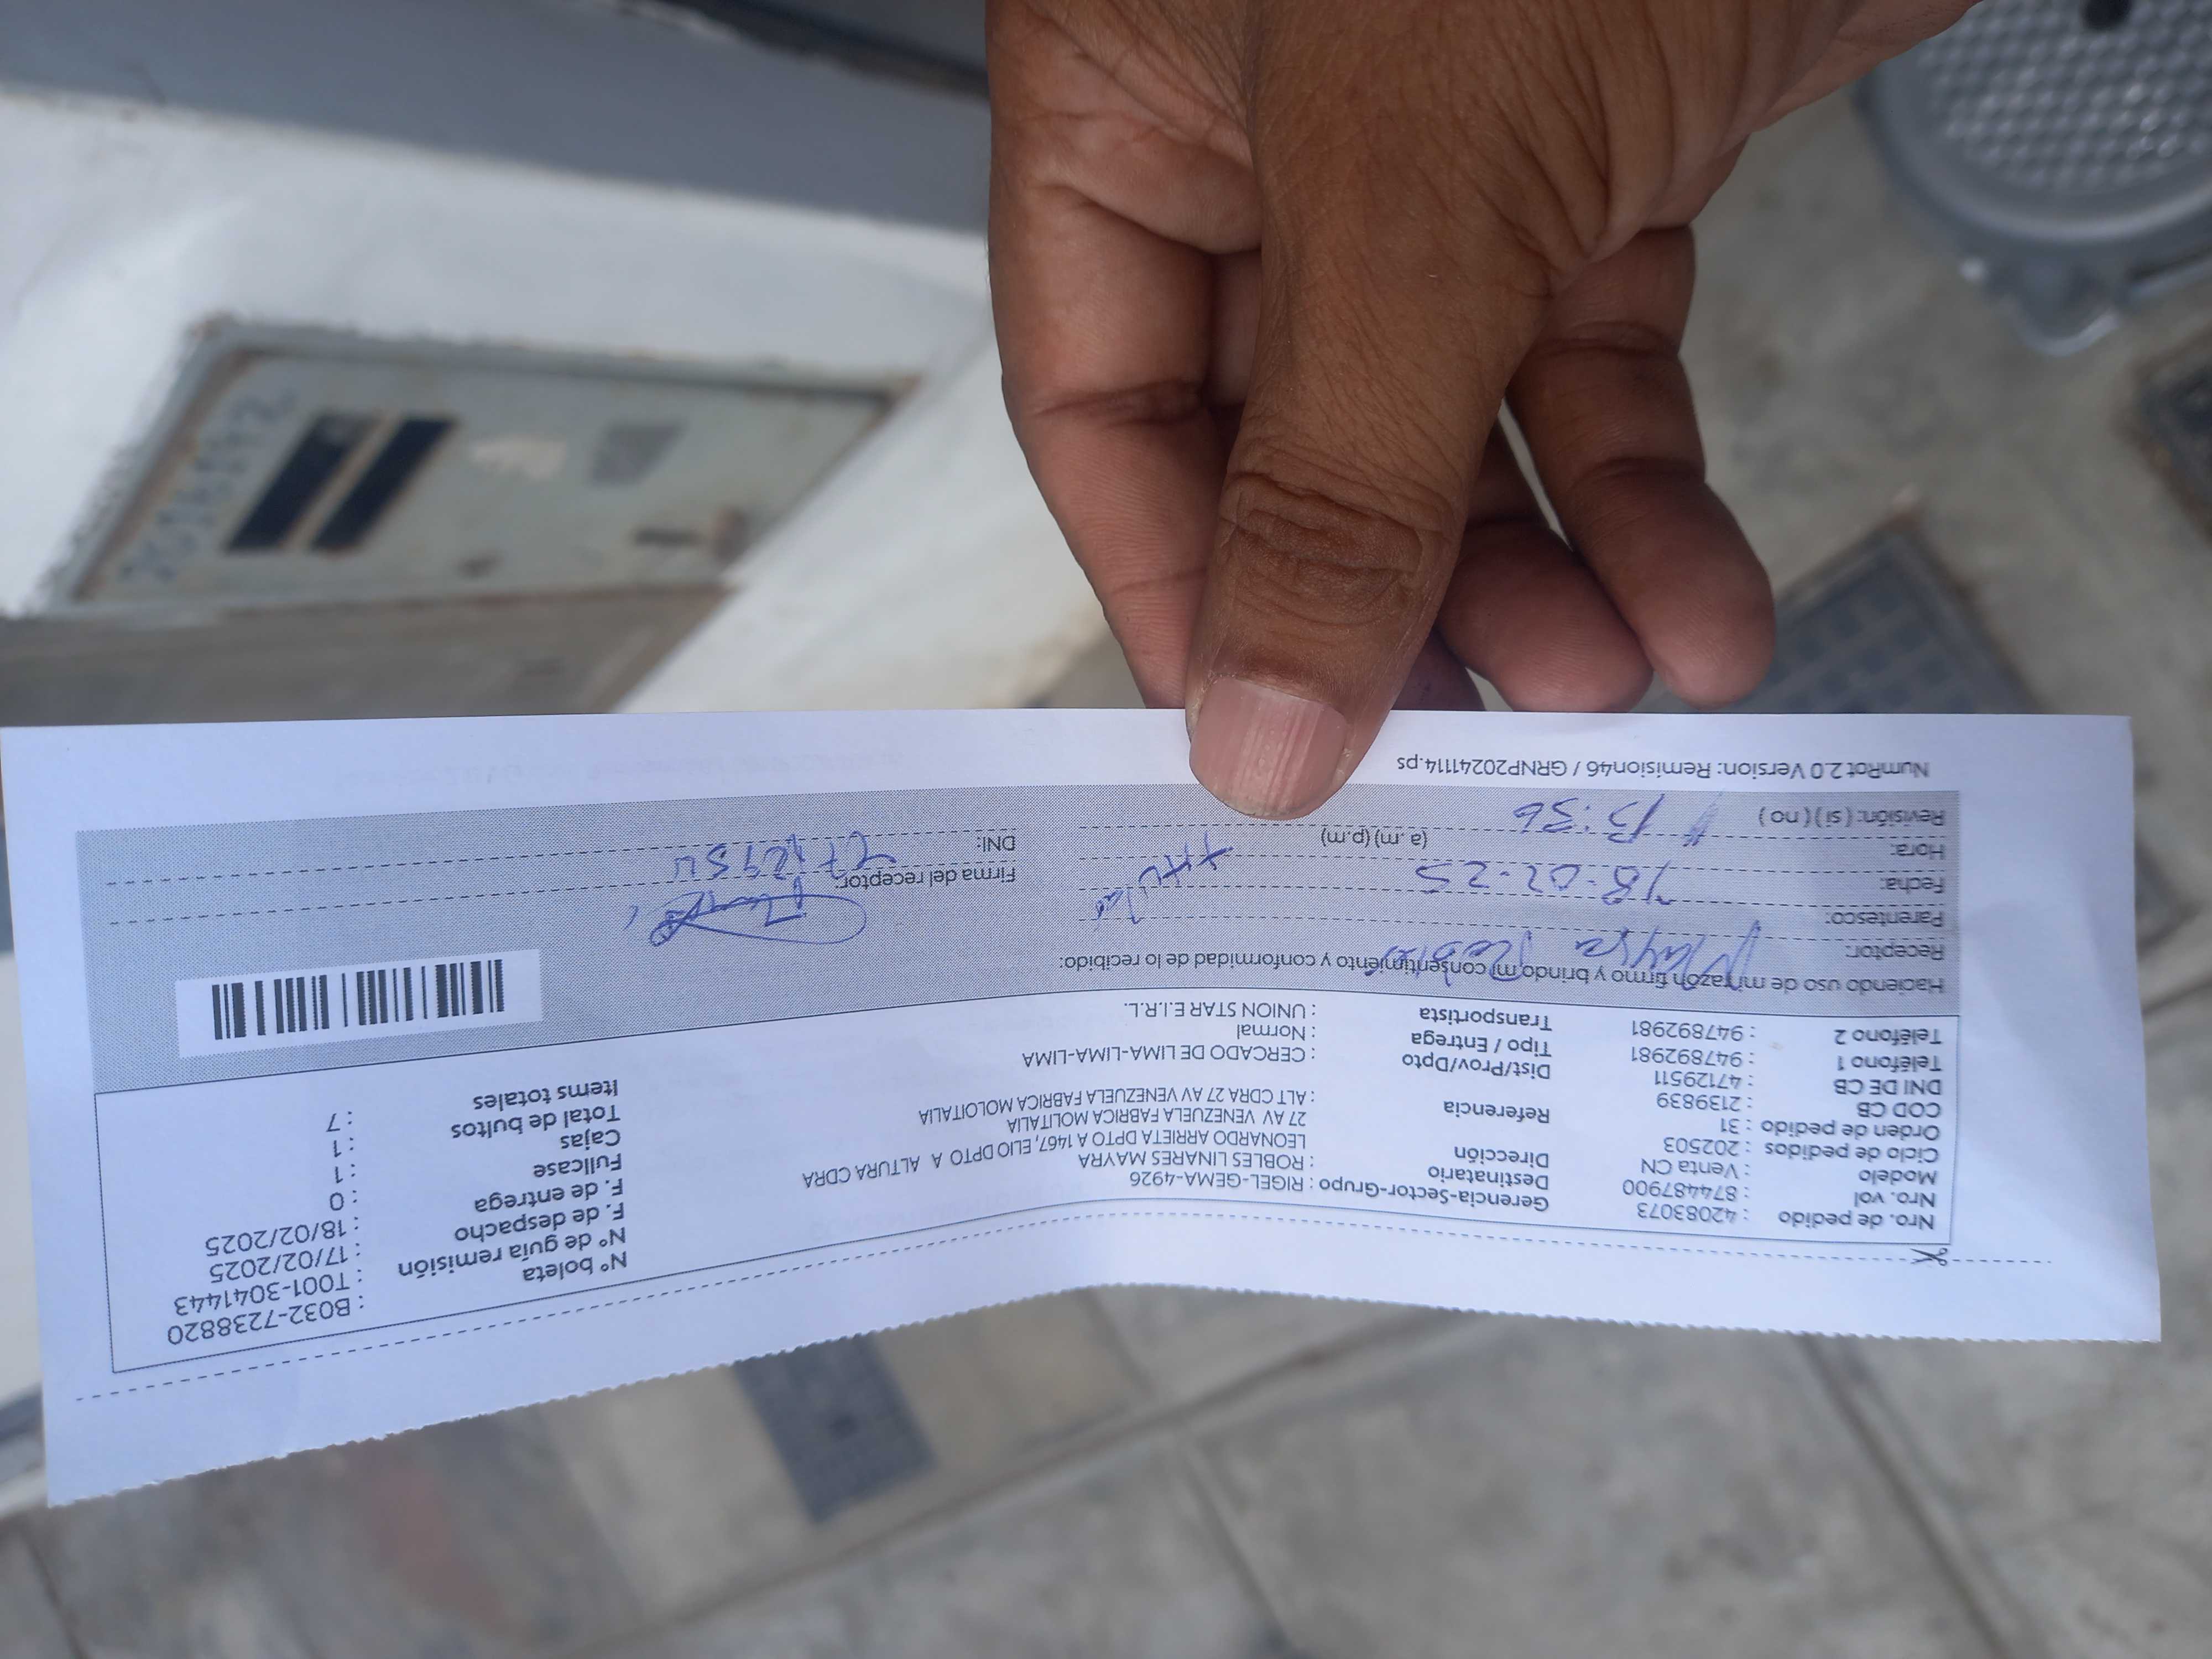 Nro. de pedido : 42083073
Nro. vol : 874487900
Modelo : Venta CN
Ciclo de pedidos : 202503
Orden de pedido : 31
COD CB : 2139839
DNI DE CB : 47129511
Teléfono 1 : 947892981
Teléfono 2 : 947892981
Gerencia-Sector-Grupo : RIGEL-GEMA-4926
Destinatario : ROBLES LINARES MAYRA
Dirección LEONARDO ARRIETA DPTO A 1467, ELIO DPTO A ALTURA CDRA
27 AV VENEZUELA FABRICA MOLITALIA
Referencia : ALT CDRA 27 AV VENEZUELA FABRICA MOLOITALIA
Dist/Prov/Dpto : CERCADO DE LIMA-LIMA-LIMA
Tipo / Entrega : Normal
Transportista : UNION STAR E.I.R.L.
N° boleta : B032-7238820
N° de guía remisión : T001-3041443
F. de despacho : 17/02/2025
F. de entrega : 18/02/2025
Fullcase : 0
Cajas : 1
Total de bultos : 1
Items totales : 7
Haciendo uso de mi razón firmo y brindo mi consentimiento y conformidad de lo recibido:
Receptor: Mayra Robles
Parentesco:
Fecha: 18-02-25
Hora: 13:36 (a.m) (p.m)
Revisión: ( si ) ( no )
Firma del receptor:
DNI:
NumRot 2.0 Version: Remision46 / GRNP20241114.ps